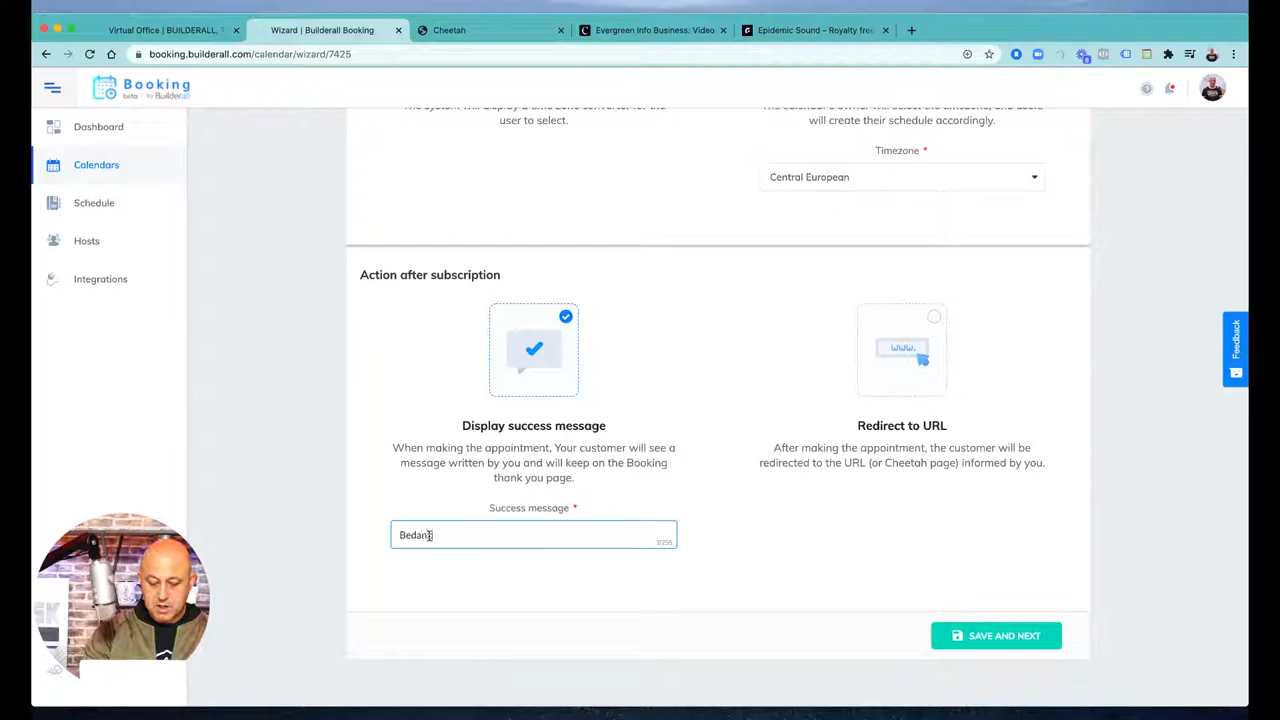 Virtual Office | BUILDERALL,
Wizard | Builderall Booking
Cheetah
Evergreen Info Business: Video
Epidemic Sound – Royalty free
booking.builderall.com/calendar/wizard/7425
Booking
beta by Builderall
Dashboard
Calendars
Schedule
Hosts
Integrations
The system will display a time zone converter for the
user to select.
The calendar's owner will select the timezone, and users
will create their schedule accordingly.
Timezone *
Central European
Action after subscription
www.
Display success message
When making the appointment, Your customer will see a
message written by you and will keep on the Booking
thank you page.
Success message *
Bedan
Redirect to URL
After making the appointment, the customer will be
redirected to the URL (or Cheetah page) informed by you.
SAVE AND NEXT
Feedback